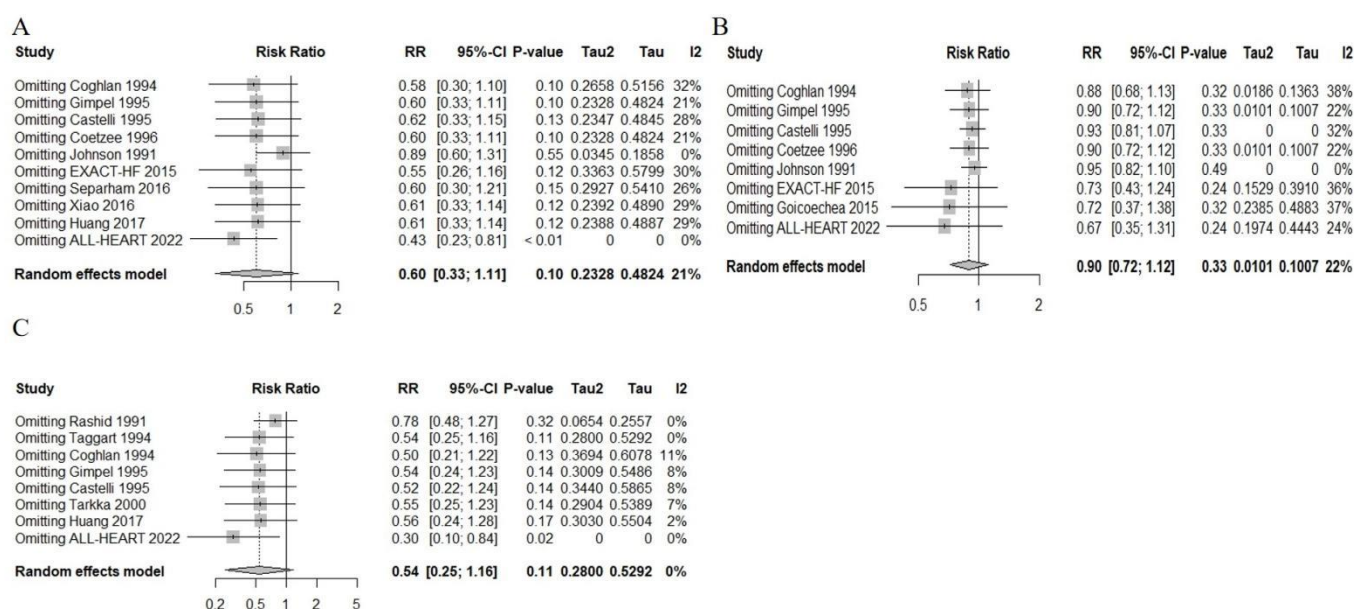 A
Study Risk Ratio RR 95%-CI P-value Tau2 Tau I2
Omitting Coghlan 1994 0.58 [0.30; 1.10] 0.10 0.2658 0.5156 32%
Omitting Gimpel 1995 0.60 [0.33; 1.11] 0.10 0.2328 0.4824 21%
Omitting Castelli 1995 0.62 [0.33; 1.15] 0.13 0.2347 0.4845 28%
Omitting Coetzee 1996 0.60 [0.33; 1.11] 0.10 0.2328 0.4824 21%
Omitting Johnson 1991 0.89 [0.60; 1.31] 0.55 0.0345 0.1858 0%
Omitting EXACT-HF 2015 0.55 [0.26; 1.16] 0.12 0.3363 0.5799 30%
Omitting Separham 2016 0.60 [0.30; 1.21] 0.15 0.2927 0.5410 26%
Omitting Xiao 2016 0.61 [0.33; 1.14] 0.12 0.2392 0.4890 29%
Omitting Huang 2017 0.61 [0.33; 1.14] 0.12 0.2388 0.4887 29%
Omitting ALL-HEART 2022 0.43 [0.23; 0.81] < 0.01 0 0 0%
Random effects model 0.60 [0.33; 1.11] 0.10 0.2328 0.4824 21%
0.5 1 2
B
Study Risk Ratio RR 95%-CI P-value Tau2 Tau I2
Omitting Coghlan 1994 0.88 [0.68; 1.13] 0.32 0.0186 0.1363 38%
Omitting Gimpel 1995 0.90 [0.72; 1.12] 0.33 0.0101 0.1007 22%
Omitting Castelli 1995 0.93 [0.81; 1.07] 0.33 0 0 32%
Omitting Coetzee 1996 0.90 [0.72; 1.12] 0.33 0.0101 0.1007 22%
Omitting Johnson 1991 0.95 [0.82; 1.10] 0.49 0 0 0%
Omitting EXACT-HF 2015 0.73 [0.43; 1.24] 0.24 0.1529 0.3910 36%
Omitting Goicoechea 2015 0.72 [0.37; 1.38] 0.32 0.2385 0.4883 37%
Omitting ALL-HEART 2022 0.67 [0.35; 1.31] 0.24 0.1974 0.4443 24%
Random effects model 0.90 [0.72; 1.12] 0.33 0.0101 0.1007 22%
0.5 1 2
C
Study Risk Ratio RR 95%-CI P-value Tau2 Tau I2
Omitting Rashid 1991 0.78 [0.48; 1.27] 0.32 0.0654 0.2557 0%
Omitting Taggart 1994 0.54 [0.25; 1.16] 0.11 0.2800 0.5292 0%
Omitting Coghlan 1994 0.50 [0.21; 1.22] 0.13 0.3694 0.6078 11%
Omitting Gimpel 1995 0.54 [0.24; 1.23] 0.14 0.3009 0.5486 8%
Omitting Castelli 1995 0.52 [0.22; 1.24] 0.14 0.3440 0.5865 8%
Omitting Tarkka 2000 0.55 [0.25; 1.23] 0.14 0.2904 0.5389 7%
Omitting Huang 2017 0.56 [0.24; 1.28] 0.17 0.3030 0.5504 2%
Omitting ALL-HEART 2022 0.30 [0.10; 0.84] 0.02 0 0 0%
Random effects model 0.54 [0.25; 1.16] 0.11 0.2800 0.5292 0%
0.2 0.5 1 2 5